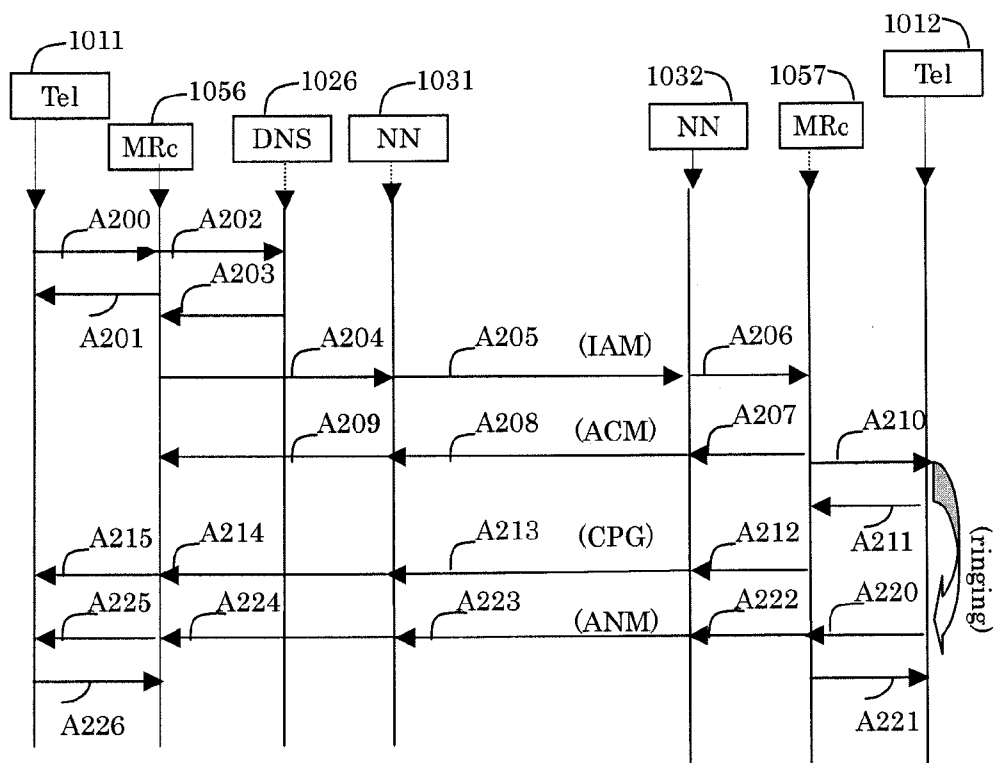 1011
1056
1026
1031
1032
1057
1012
Tel
MRc
DNS
NN
NN
MRc
Tel
A200
A202
A203
A201
A204
A205
(IAM)
A206
A209
A208
(ACM)
A207
A210
A215
A214
A213
(CPG)
A212
A211
(ringing)
A225
A224
A223
(ANM)
A222
A220
A226
A221